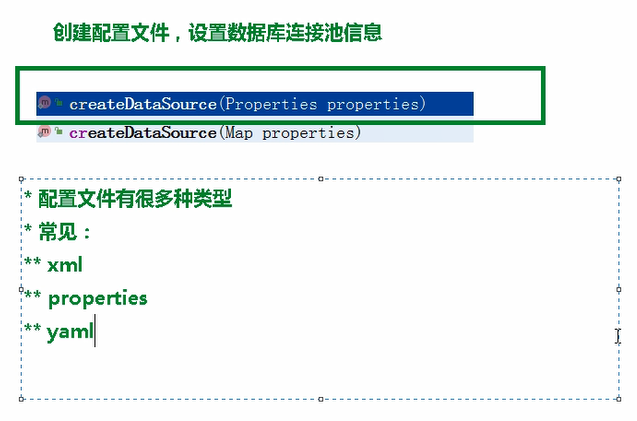 创建配置文件，设置数据库连接池信息
createDataSource(Properties properties)
createDataSource(Map properties)
* 配置文件有很多种类型
* 常见：
** xml
** properties
** yaml